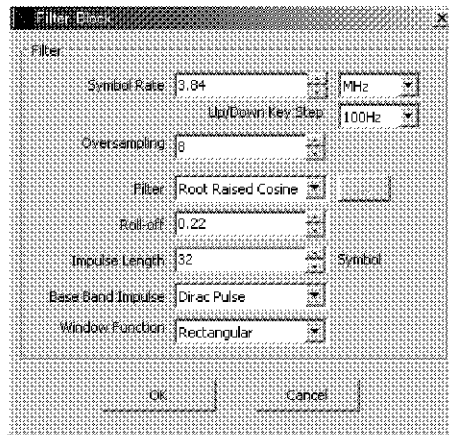 Filter Block
Filter
Symbol Rate 3.84 MHz
Up/Down Key Step 100Hz
Oversampling 8
Filter Root Raised Cosine
Roll-off 0.22
Impulse Length 32 Symbol
Base Band Impulse Dirac Pulse
Window Function Rectangular
OK Cancel